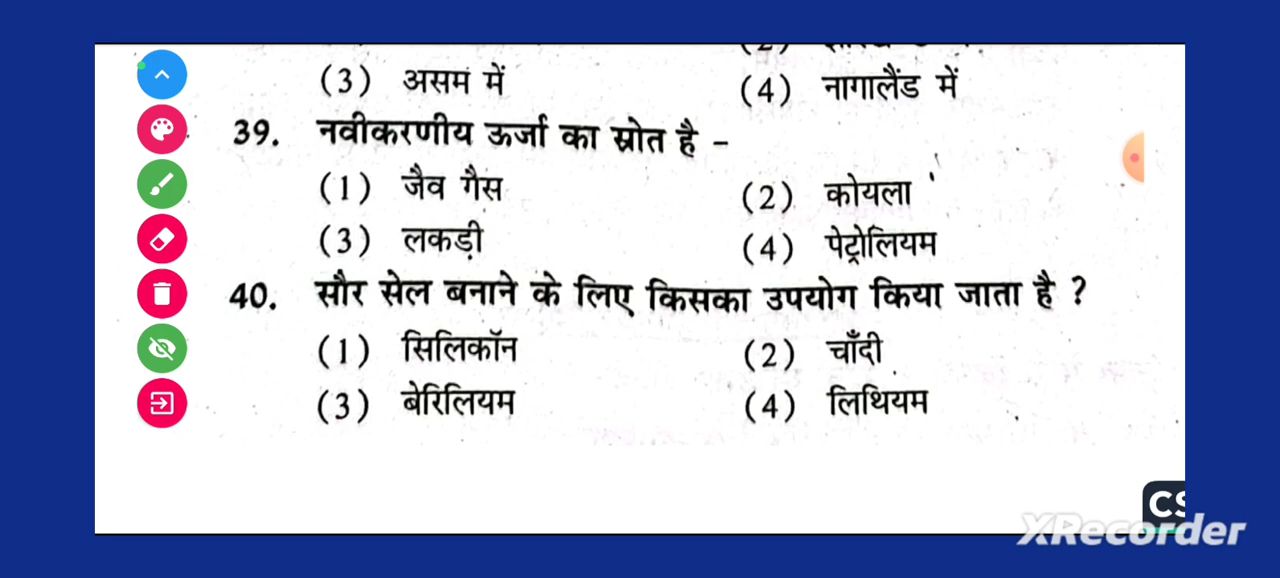 (3) असम में (4) नागालैंड में
39. नवीकरणीय ऊर्जा का स्रोत है –
(1) जैव गैस (2) कोयला
(3) लकड़ी (4) पेट्रोलियम
40. सौर सेल बनाने के लिए किसका उपयोग किया जाता है ?
(1) सिलिकॉन (2) चाँदी
(3) बेरिलियम (4) लिथियम
CS
XRecorder